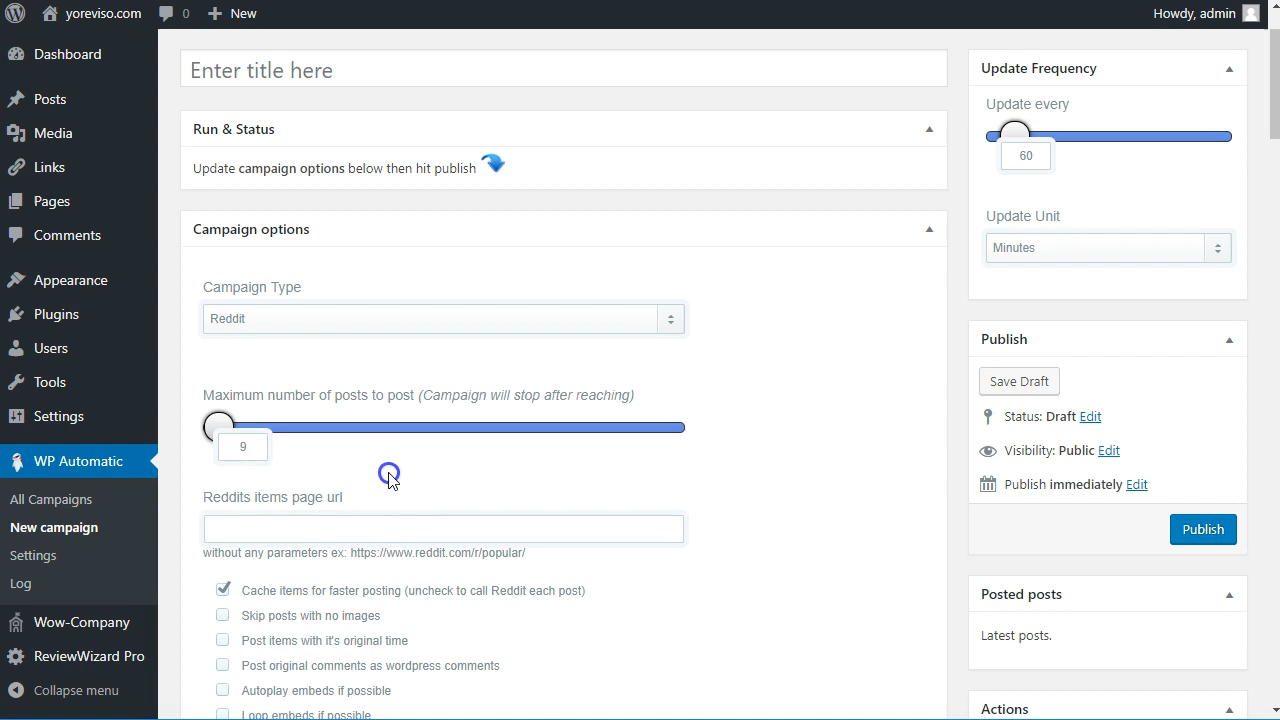 yoreviso.com
0
New
Howdy, admin
Dashboard
Posts
Media
Links
Pages
Comments
Appearance
Plugins
Users
Tools
Settings
WP Automatic
All Campaigns
New campaign
Settings
Log
Wow-Company
ReviewWizard Pro
Collapse menu
Enter title here
Run & Status
Update campaign options below then hit publish
Campaign options
Campaign Type
Reddit
Maximum number of posts to post (Campaign will stop after reaching)
9
Reddits items page url
without any parameters ex: https://www.reddit.com/r/popular/
Cache items for faster posting (uncheck to call Reddit each post)
Skip posts with no images
Post items with it's original time
Post original comments as wordpress comments
Autoplay embeds if possible
Loop embeds if possible
Update Frequency
Update every
60
Update Unit
Minutes
Publish
Save Draft
Status: Draft Edit
Visibility: Public Edit
Publish immediately Edit
Publish
Posted posts
Latest posts.
Actions